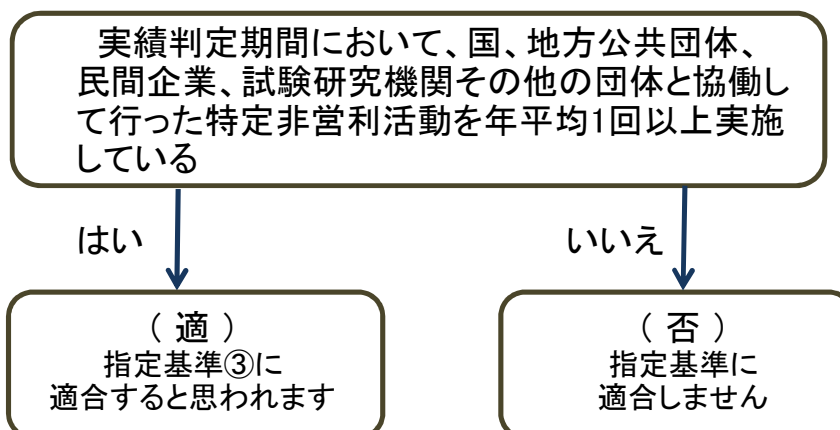 実績判定期間において、国、地方公共団体、
民間企業、試験研究機関その他の団体と協働し
て行った特定非営利活動を年平均1回以上実施
している
はい
いいえ
（ 適 ）
指定基準③に
適合すると思われます
（ 否 ）
指定基準に
適合しません